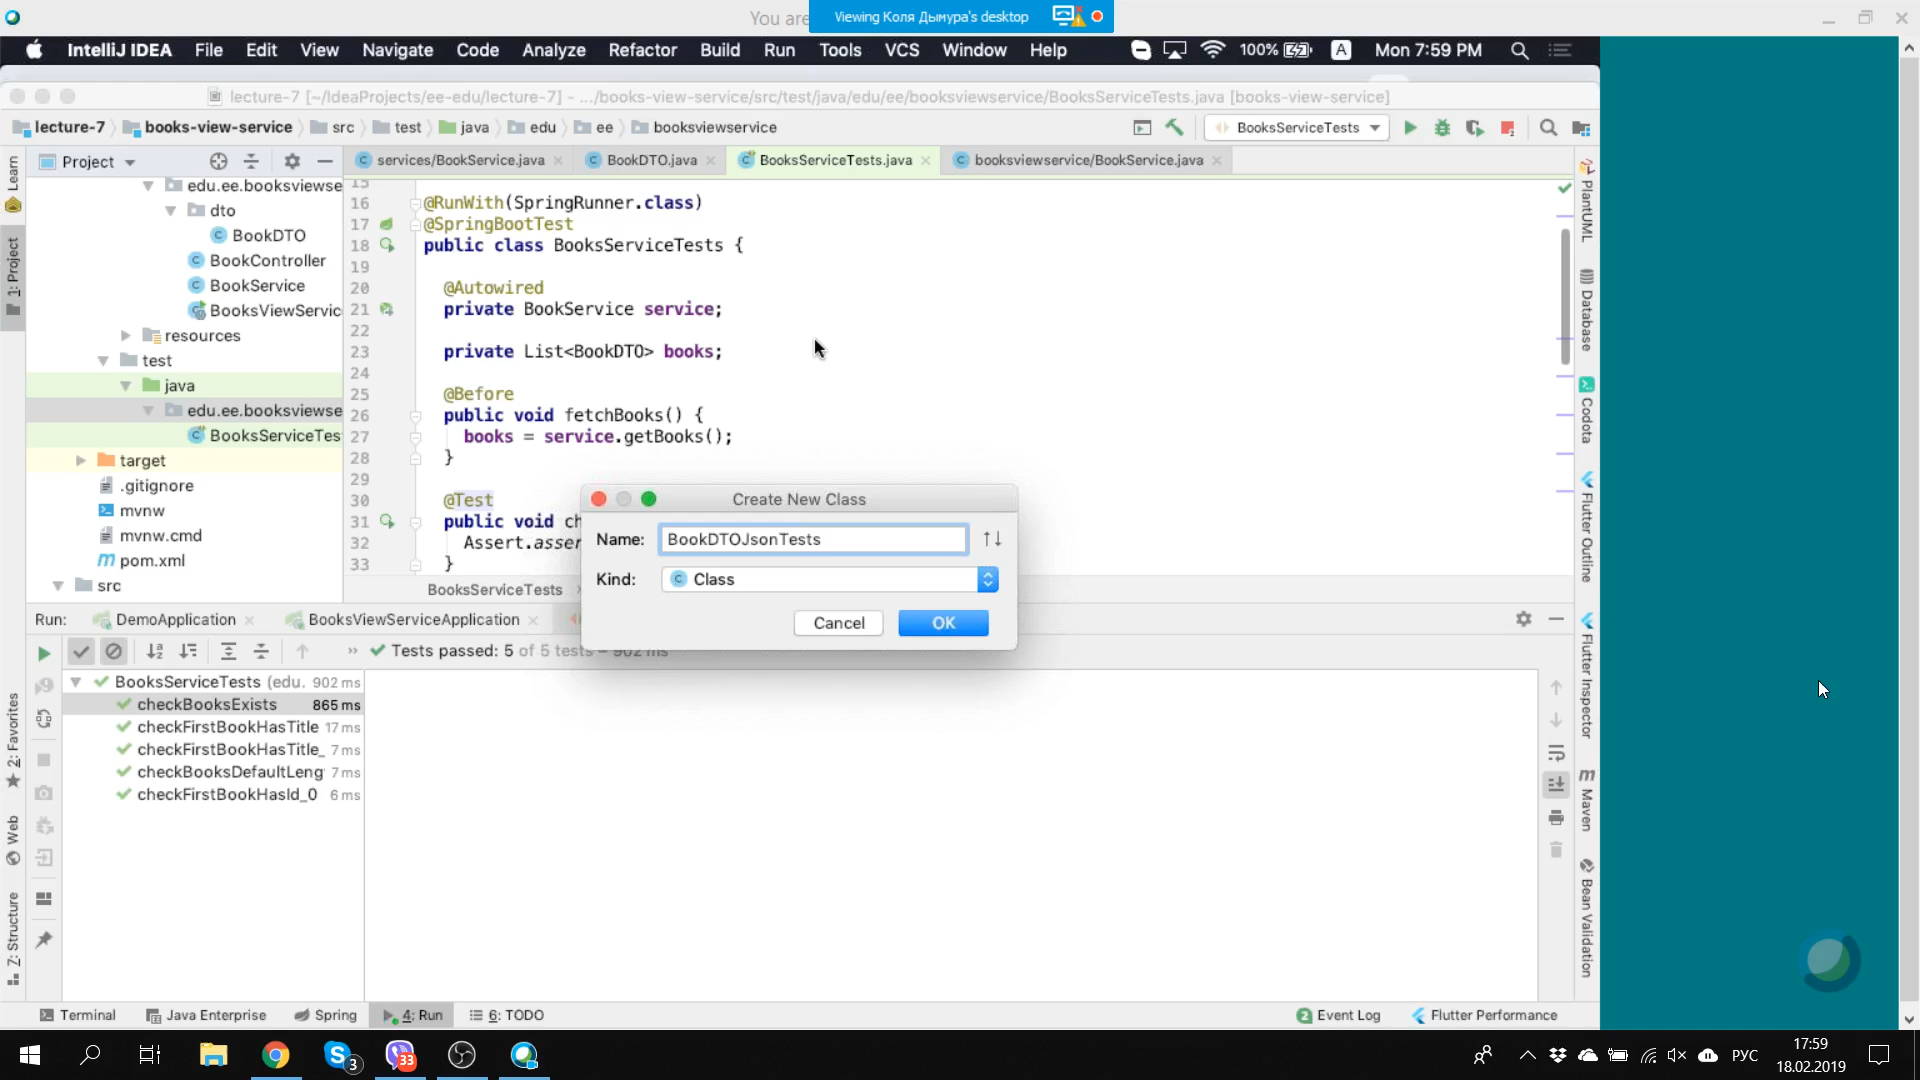 You are
Viewing Коля Дымура's desktop
IntelliJ IDEA File Edit View Navigate Code Analyze Refactor Build Run Tools VCS Window Help
100% A Mon 7:59 PM
lecture-7 [~/IdeaProjects/ee-edu/lecture-7] - .../books-view-service/src/test/java/edu/ee/booksviewservice/BooksServiceTests.java [books-view-service]
lecture-7 books-view-service src test java edu ee booksviewservice
BooksServiceTests
Project
services/BookService.java BookDTO.java BooksServiceTests.java booksviewservice/BookService.java
Learn
1: Project
2: Favorites
Web
Z: Structure
edu.ee.booksviewse
dto
BookDTO
BookController
BookService
BooksViewServic
resources
test
java
edu.ee.booksviewse
BooksServiceTes
target
.gitignore
mvnw
mvnw.cmd
pom.xml
src
15
16 @RunWith(SpringRunner.class)
17 @SpringBootTest
18 public class BooksServiceTests {
19
20 @Autowired
21 private BookService service;
22
23 private List<BookDTO> books;
24
25 @Before
26 public void fetchBooks() {
27 books = service.getBooks();
28 }
29
30 @Test
31 public void ch
32 Assert.asser
33 }
BooksServiceTests
Create New Class
Name: BookDTOJsonTests
Kind: Class
Cancel OK
PlantUML
Database
Codota
Flutter Outline
Flutter Inspector
Maven
Bean Validation
Run: DemoApplication BooksViewServiceApplication
Tests passed: 5 of 5 tests – 902 ms
BooksServiceTests (edu. 902 ms
checkBooksExists 865 ms
checkFirstBookHasTitle 17 ms
checkFirstBookHasTitle_ 7 ms
checkBooksDefaultLeng 7 ms
checkFirstBookHasId_0 6 ms
Terminal Java Enterprise Spring 4: Run 6: TODO
2 Event Log Flutter Performance
3 33
РУС
17:59
18.02.2019